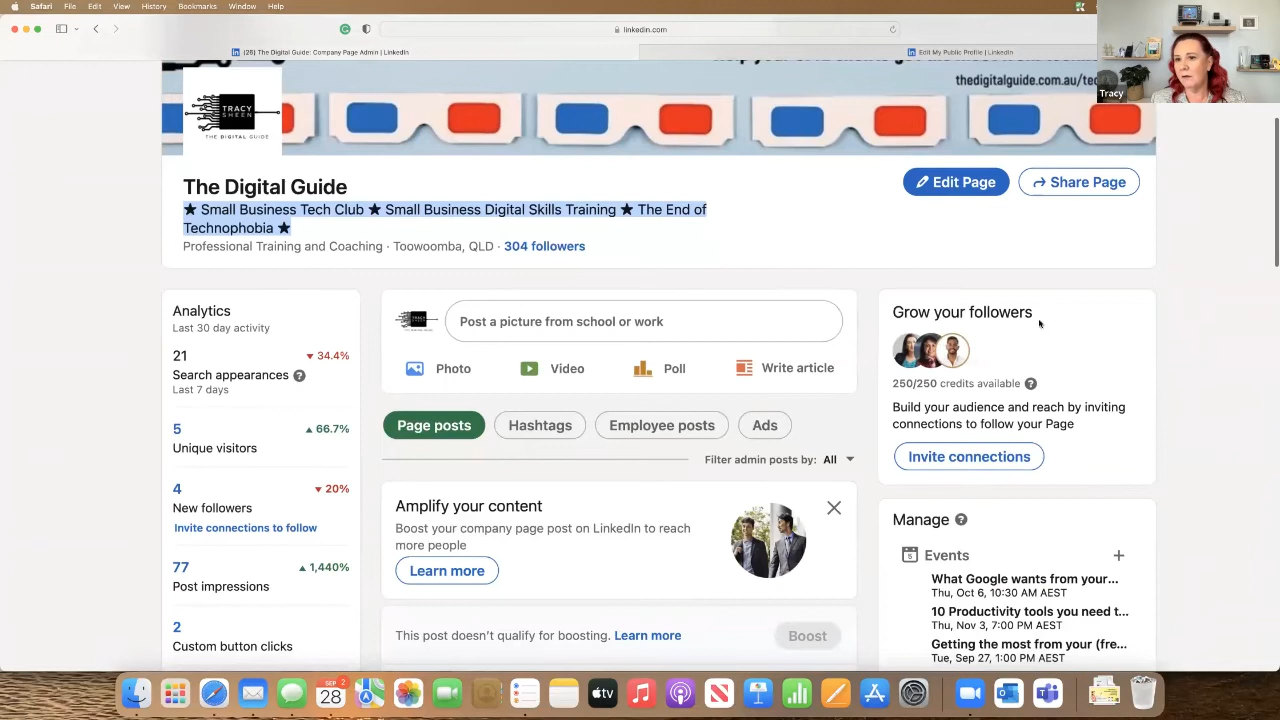 Safari File Edit View History Bookmarks Window Help
linkedin.com
(26) The Digital Guide: Company Page Admin | LinkedIn
Edit My Public Profile | LinkedIn
thedigitalguide.com.au/tec
TRACY
SHEEN
THE DIGITAL GUIDE
Tracy
The Digital Guide
Edit Page
Share Page
★ Small Business Tech Club ★ Small Business Digital Skills Training ★ The End of
Technophobia ★
Professional Training and Coaching · Toowoomba, QLD · 304 followers
Analytics
Last 30 day activity
21 ▼ 34.4%
Search appearances ?
Last 7 days
5 ▲ 66.7%
Unique visitors
4 ▼ 20%
New followers
Invite connections to follow
77 ▲ 1,440%
Post impressions
2
Custom button clicks
Post a picture from school or work
Photo Video Poll Write article
Page posts Hashtags Employee posts Ads
Filter admin posts by: All
Amplify your content
Boost your company page post on LinkedIn to reach
more people
Learn more
This post doesn't qualify for boosting. Learn more
Boost
Grow your followers
250/250 credits available ?
Build your audience and reach by inviting
connections to follow your Page
Invite connections
Manage ?
Events +
What Google wants from your...
Thu, Oct 6, 10:30 AM AEST
10 Productivity tools you need t...
Thu, Nov 3, 7:00 PM AEST
Getting the most from your (fre...
Tue, Sep 27, 1:00 PM AEST
SEP 2
28
tv